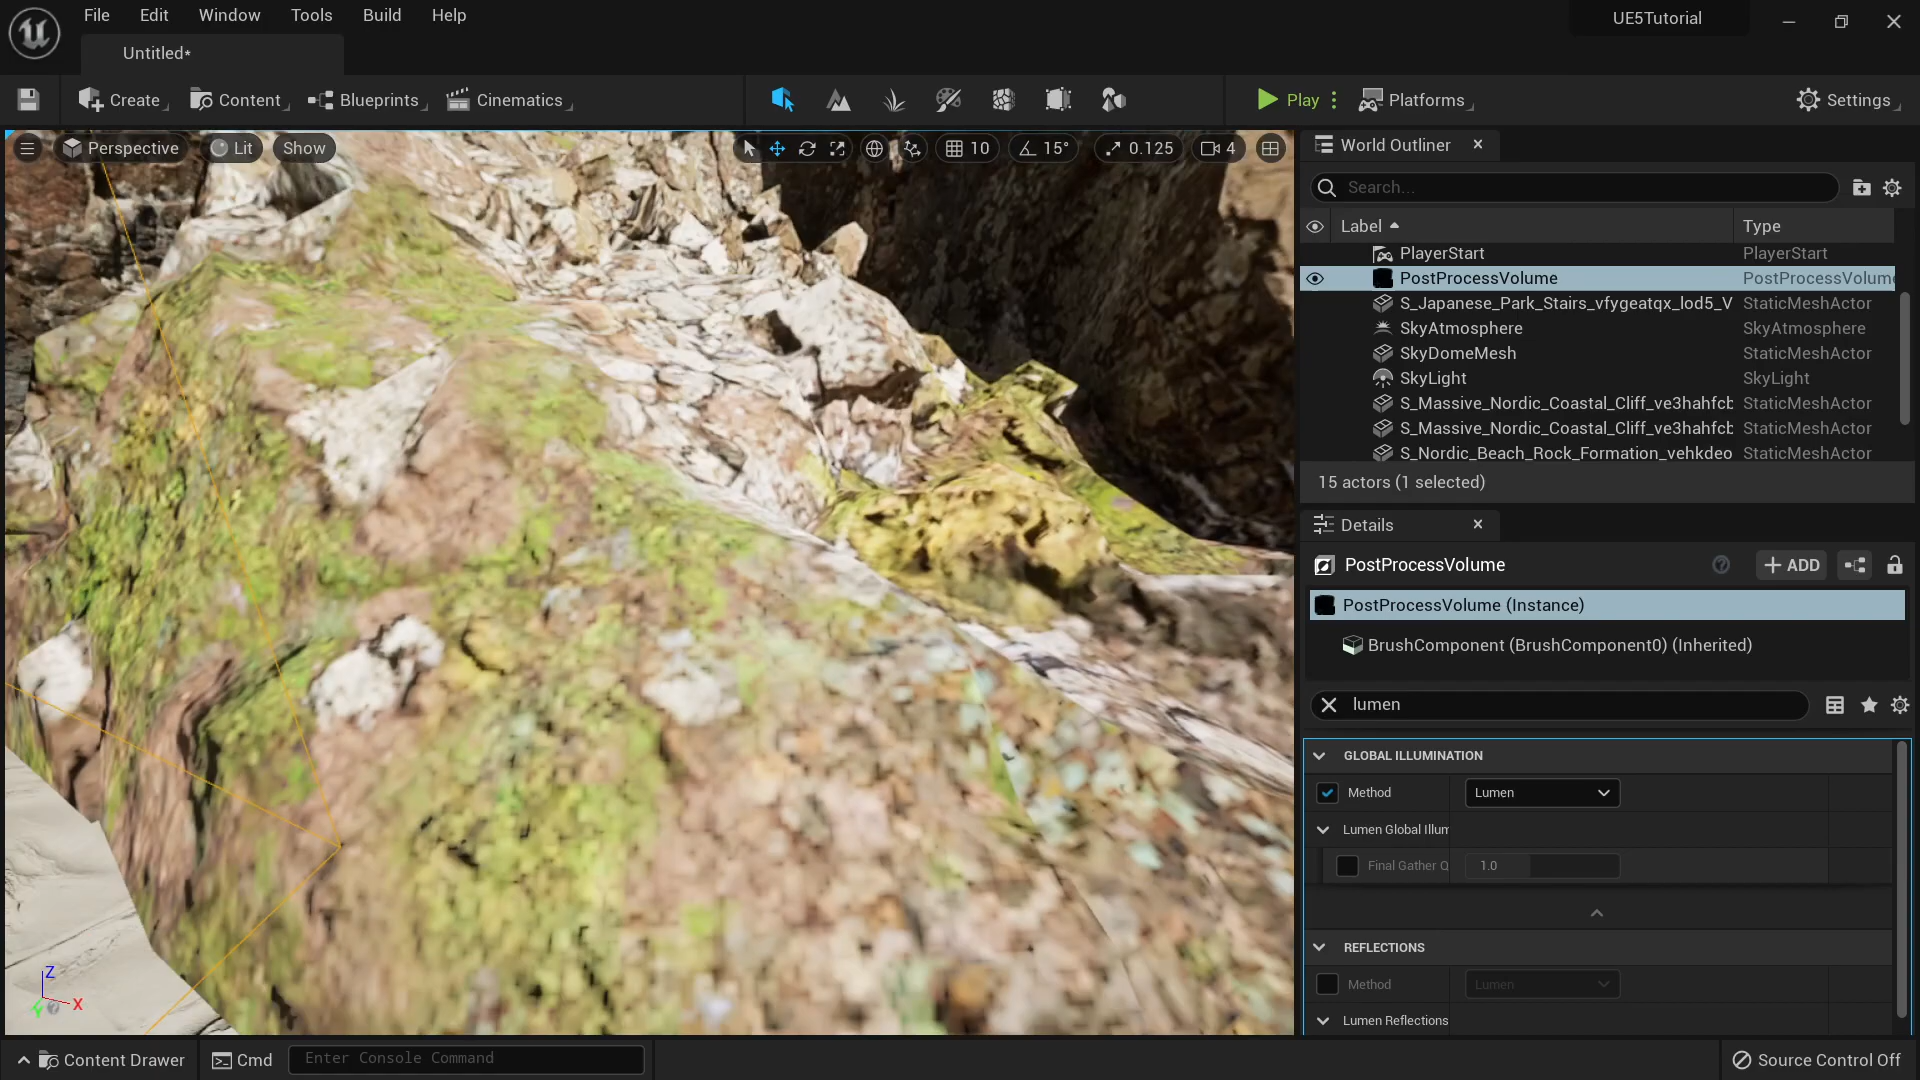 File Edit Window Tools Build Help
UE5Tutorial
Untitled*
Create Content Blueprints Cinematics Play Platforms Settings
Perspective Lit Show 10 15° 0.125 4
World Outliner
Search...
Label Type
PlayerStart PlayerStart
PostProcessVolume PostProcessVolume
S_Japanese_Park_Stairs_vfygeatqx_lod5_V StaticMeshActor
SkyAtmosphere SkyAtmosphere
SkyDomeMesh StaticMeshActor
SkyLight SkyLight
S_Massive_Nordic_Coastal_Cliff_ve3hahfcb StaticMeshActor
S_Massive_Nordic_Coastal_Cliff_ve3hahfcb StaticMeshActor
S_Nordic_Beach_Rock_Formation_vehkdeo StaticMeshActor
15 actors (1 selected)
Details
PostProcessVolume + ADD
PostProcessVolume (Instance)
BrushComponent (BrushComponent0) (Inherited)
lumen
GLOBAL ILLUMINATION
Method Lumen
Lumen Global Illum
Final Gather Q 1.0
REFLECTIONS
Method Lumen
Lumen Reflections
Z
X
Y
Content Drawer Cmd Enter Console Command Source Control Off